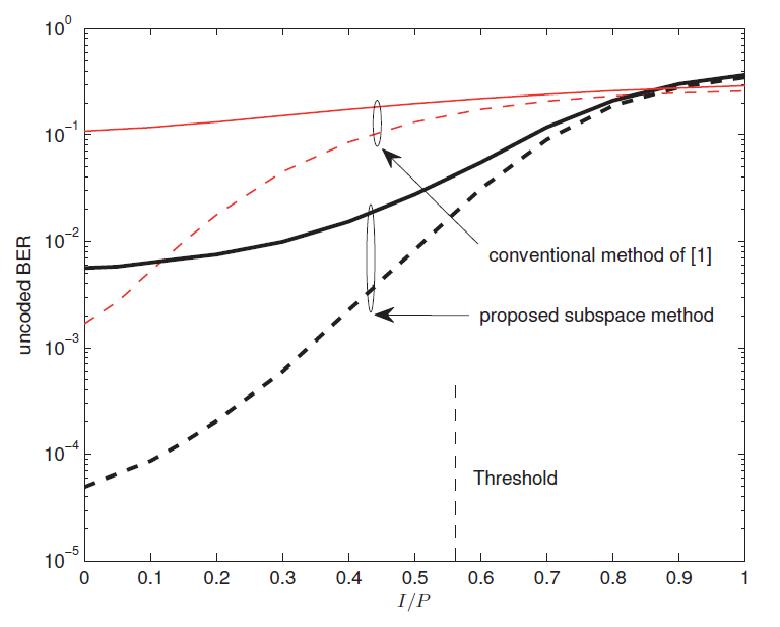 10^0
10^-1
10^-2
10^-3
10^-4
10^-5
uncoded BER
conventional method of [1]
proposed subspace method
Threshold
0 0.1 0.2 0.3 0.4 0.5 0.6 0.7 0.8 0.9 1
I/P